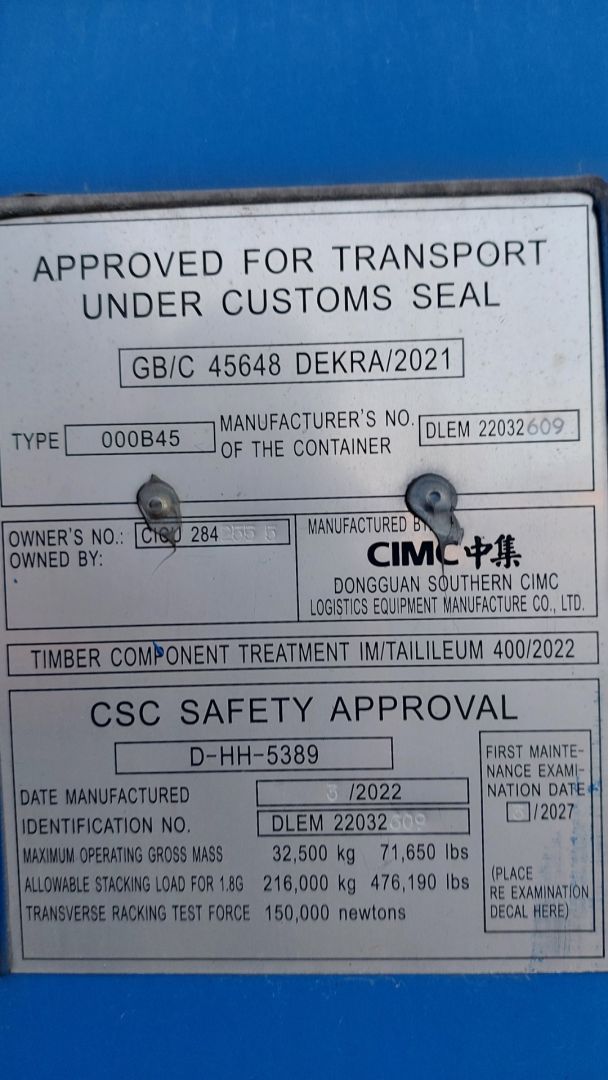 APPROVED FOR TRANSPORT
UNDER CUSTOMS SEAL
GB/C 45648 DEKRA/2021
TYPE 000B45
MANUFACTURER'S NO.
OF THE CONTAINER
DLEM 22032609
OWNER'S NO.: 284
OWNED BY:
MANUFACTURED BY
CIMC中集
DONGGUAN SOUTHERN CIMC
LOGISTICS EQUIPMENT MANUFACTURE CO., LTD.
TIMBER COMPONENT TREATMENT IM/TAILILEUM 400/2022
CSC SAFETY APPROVAL
D-HH-5389
DATE MANUFACTURED 3 /2022
IDENTIFICATION NO. DLEM 22032609
MAXIMUM OPERATING GROSS MASS 32,500 kg 71,650 lbs
ALLOWABLE STACKING LOAD FOR 1.8G 216,000 kg 476,190 lbs
TRANSVERSE RACKING TEST FORCE 150,000 newtons
FIRST MAINTE-
NANCE EXAMI-
NATION DATE
/2027
(PLACE
RE EXAMINATION
DECAL HERE)